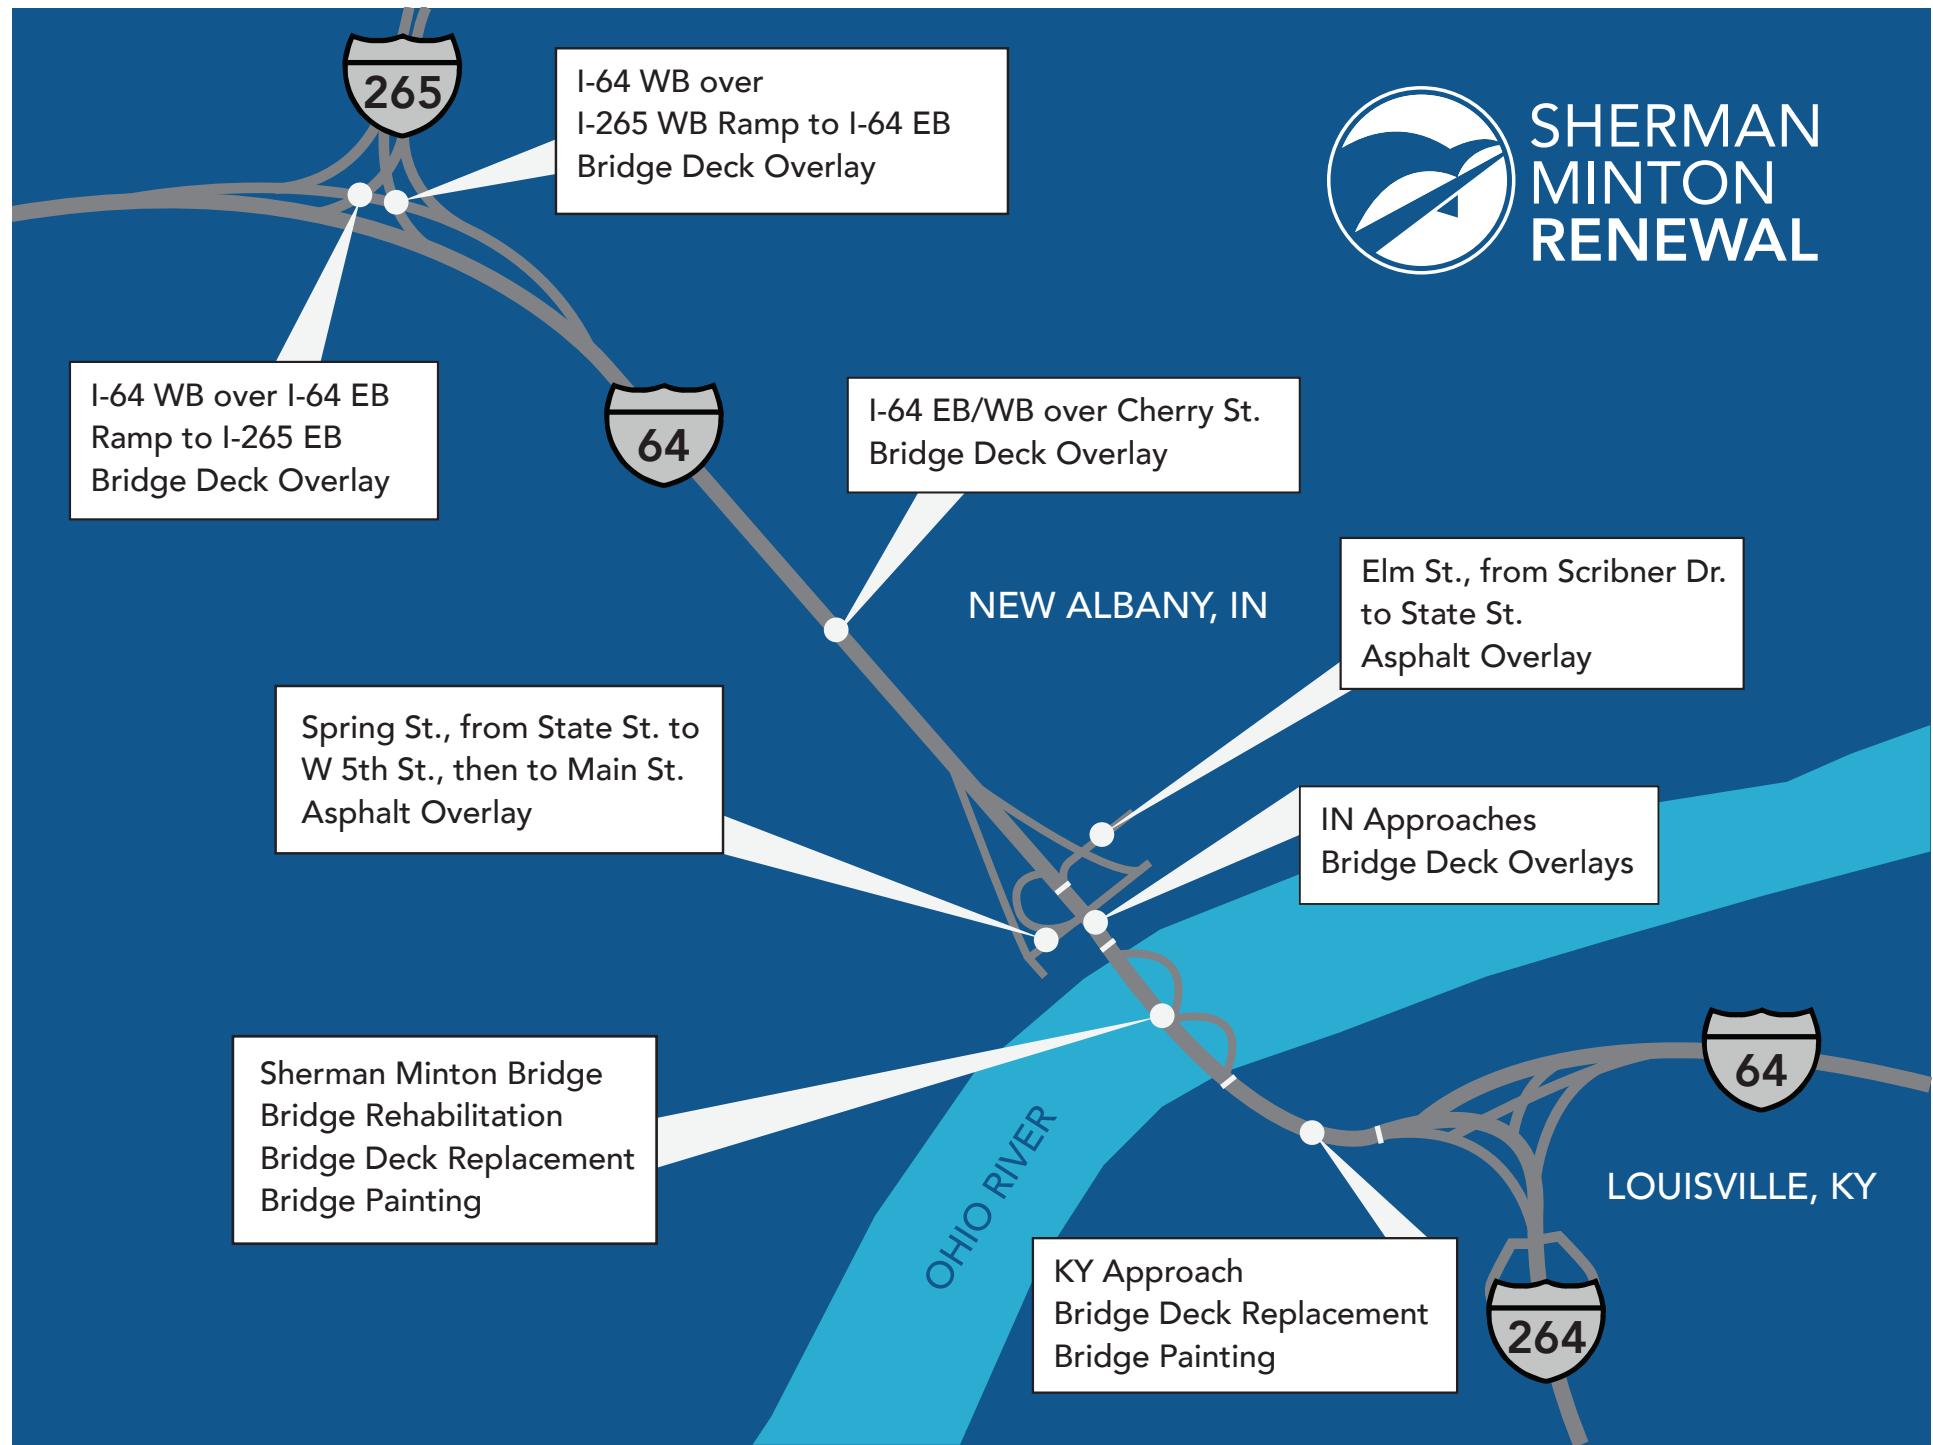 265
I-64 WB over
I-265 WB Ramp to I-64 EB
Bridge Deck Overlay
SHERMAN
MINTON
RENEWAL
I-64 WB over I-64 EB
Ramp to I-265 EB
Bridge Deck Overlay
64
I-64 EB/WB over Cherry St.
Bridge Deck Overlay
NEW ALBANY, IN
Elm St., from Scribner Dr.
to State St.
Asphalt Overlay
Spring St., from State St. to
W 5th St., then to Main St.
Asphalt Overlay
IN Approaches
Bridge Deck Overlays
Sherman Minton Bridge
Bridge Rehabilitation
Bridge Deck Replacement
Bridge Painting
OHIO RIVER
64
LOUISVILLE, KY
KY Approach
Bridge Deck Replacement
Bridge Painting
264